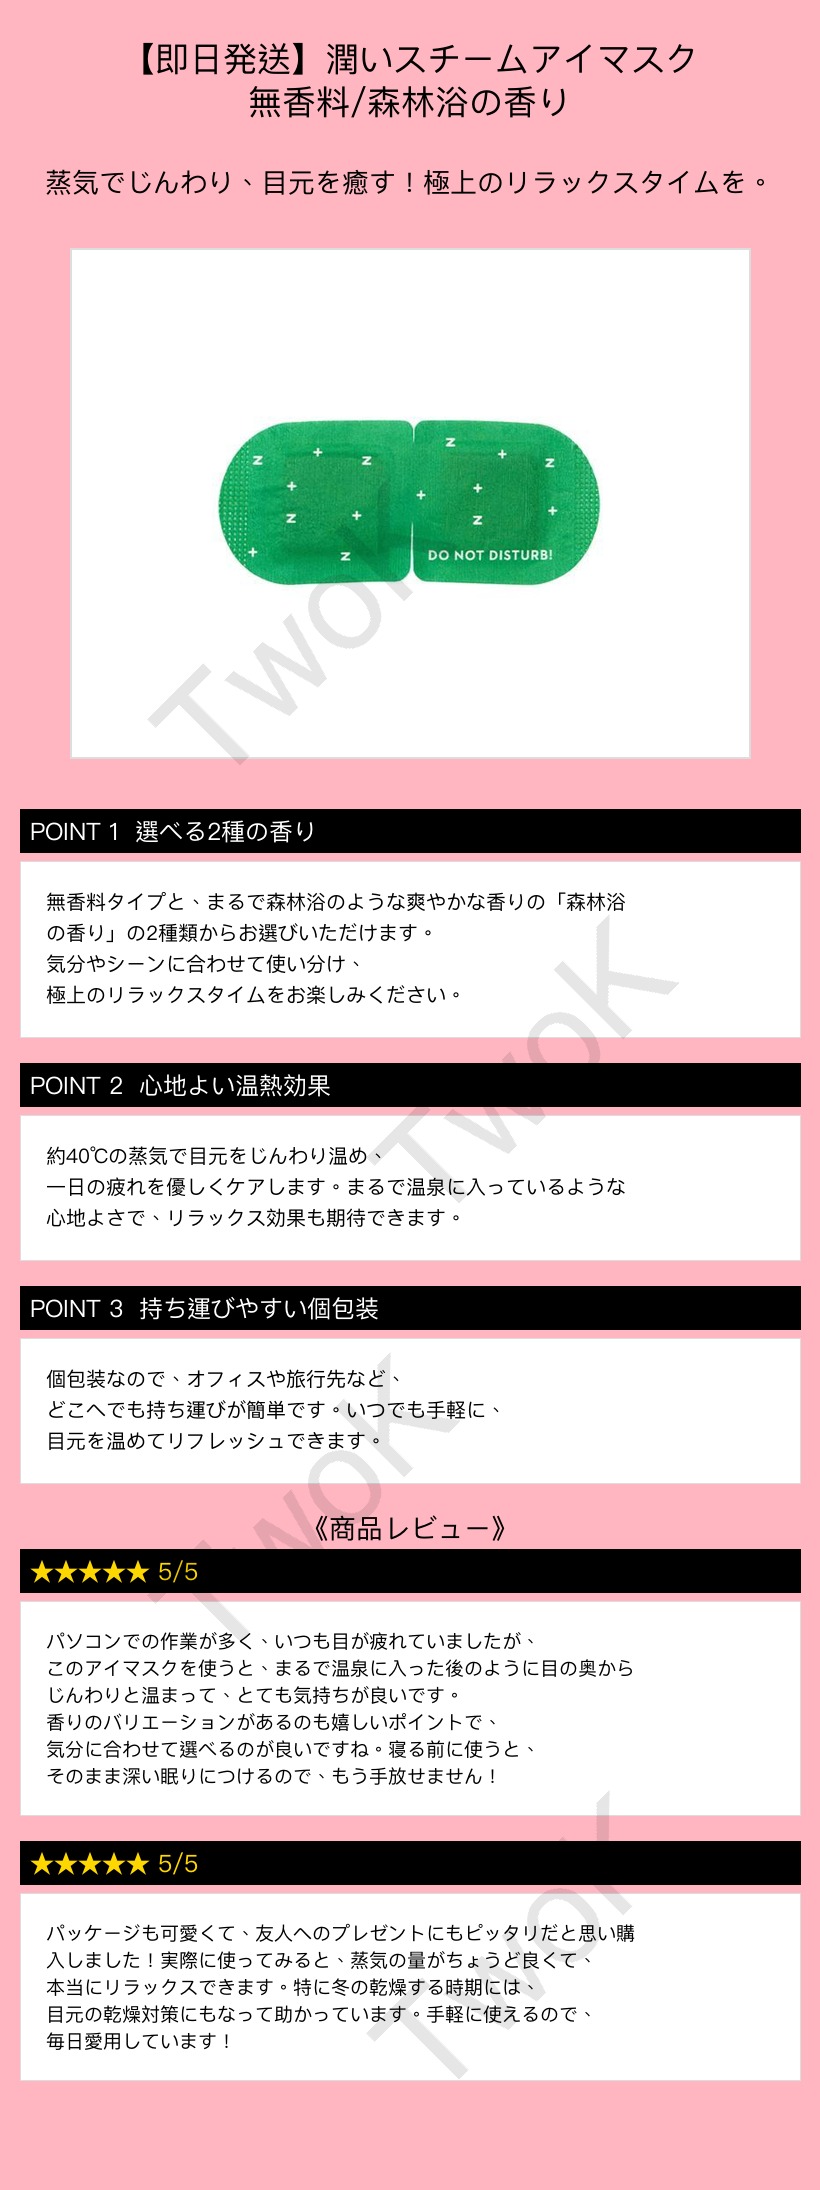 【即日発送】潤いスチームアイマスク
無香料/森林浴の香り
蒸気でじんわり、目元を癒す！極上のリラックスタイムを。
z + z z + z
+ + +
z + z +
+ z DO NOT DISTURB!
TwoK
POINT 1 選べる2種の香り
無香料タイプと、まるで森林浴のような爽やかな香りの「森林浴
の香り」の2種類からお選びいただけます。
気分やシーンに合わせて使い分け、
極上のリラックスタイムをお楽しみください。
TwoK
POINT 2 心地よい温熱効果
約40℃の蒸気で目元をじんわり温め、
一日の疲れを優しくケアします。まるで温泉に入っているような
心地よさで、リラックス効果も期待できます。
POINT 3 持ち運びやすい個包装
個包装なので、オフィスや旅行先など、
どこへでも持ち運びが簡単です。いつでも手軽に、
目元を温めてリフレッシュできます。
TwoK
《商品レビュー》
★★★★★ 5/5
パソコンでの作業が多く、いつも目が疲れていましたが、
このアイマスクを使うと、まるで温泉に入った後のように目の奥から
じんわりと温まって、とても気持ちが良いです。
香りのバリエーションがあるのも嬉しいポイントで、
気分に合わせて選べるのが良いですね。寝る前に使うと、
そのまま深い眠りにつけるので、もう手放せません！
★★★★★ 5/5
パッケージも可愛くて、友人へのプレゼントにもピッタリだと思い購
入しました！実際に使ってみると、蒸気の量がちょうど良くて、
本当にリラックスできます。特に冬の乾燥する時期には、
目元の乾燥対策にもなって助かっています。手軽に使えるので、
毎日愛用しています！
TwoK